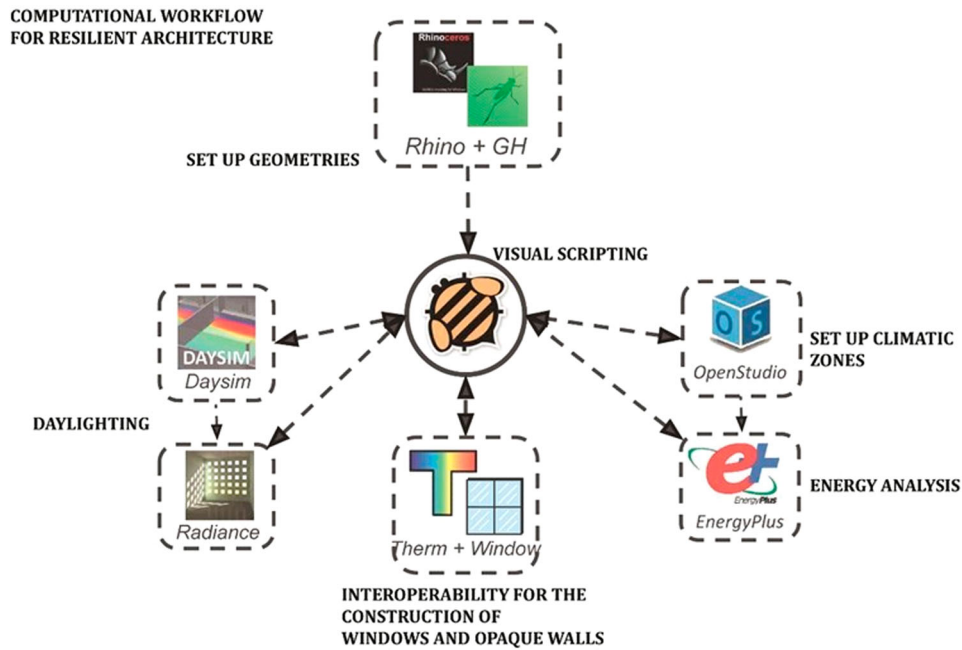 COMPUTATIONAL WORKFLOW
FOR RESILIENT ARCHITECTURE
Rhinoceros
Rhino + GH
SET UP GEOMETRIES
VISUAL SCRIPTING
DAYSIM
Daysim
DAYLIGHTING
Radiance
O S
OpenStudio
SET UP CLIMATIC
ZONES
e+
EnergyPlus
EnergyPlus
ENERGY ANALYSIS
T
Therm + Window
INTEROPERABILITY FOR THE
CONSTRUCTION OF
WINDOWS AND OPAQUE WALLS